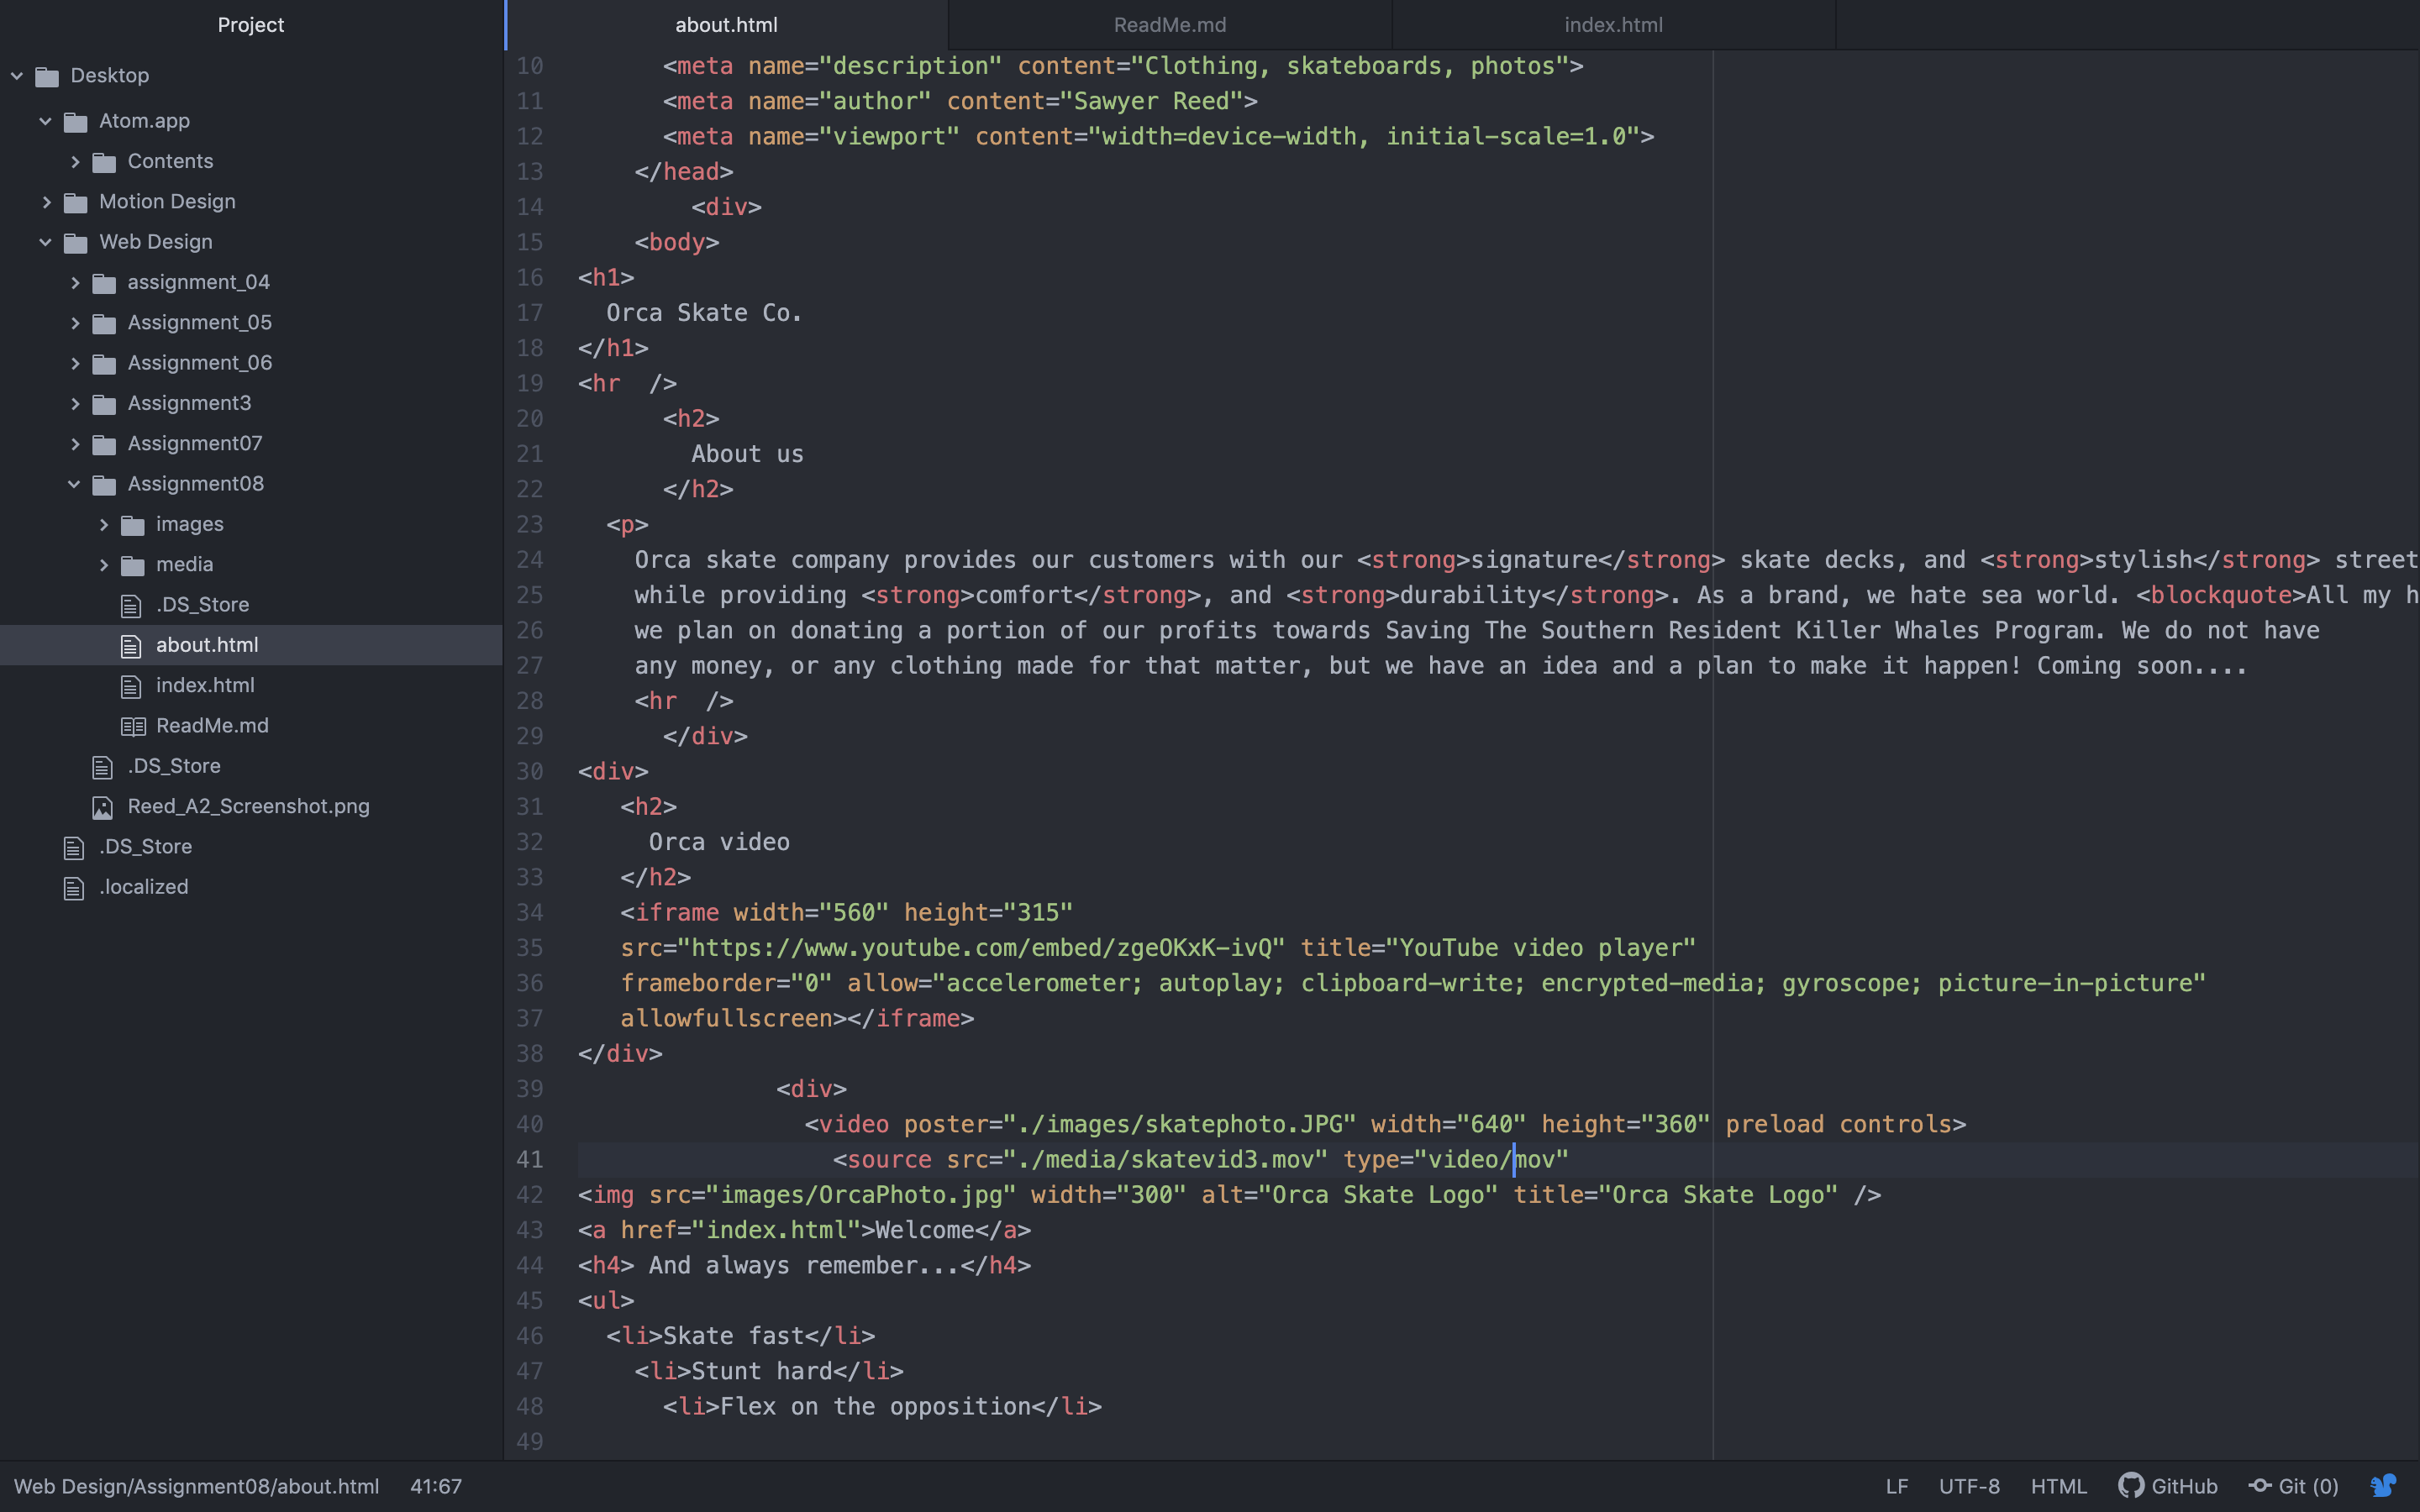 Project
Desktop
Atom.app
Contents
Motion Design
Web Design
assignment_04
Assignment_05
Assignment_06
Assignment3
Assignment07
Assignment08
images
media
.DS_Store
about.html
index.html
ReadMe.md
.DS_Store
Reed_A2_Screenshot.png
.DS_Store
.localized
about.html ReadMe.md index.html
10 <meta name="description" content="Clothing, skateboards, photos">
11 <meta name="author" content="Sawyer Reed">
12 <meta name="viewport" content="width=device-width, initial-scale=1.0">
13 </head>
14 <div>
15 <body>
16 <h1>
17 Orca Skate Co.
18 </h1>
19 <hr  />
20 <h2>
21 About us
22 </h2>
23 <p>
24 Orca skate company provides our customers with our <strong>signature</strong> skate decks, and <strong>stylish</strong> street
25 while providing <strong>comfort</strong>, and <strong>durability</strong>. As a brand, we hate sea world. <blockquote>All my h
26 we plan on donating a portion of our profits towards Saving The Southern Resident Killer Whales Program. We do not have
27 any money, or any clothing made for that matter, but we have an idea and a plan to make it happen! Coming soon....
28 <hr  />
29 </div>
30 <div>
31 <h2>
32 Orca video
33 </h2>
34 <iframe width="560" height="315"
35 src="https://www.youtube.com/embed/zgeOKxK-ivQ" title="YouTube video player"
36 frameborder="0" allow="accelerometer; autoplay; clipboard-write; encrypted-media; gyroscope; picture-in-picture"
37 allowfullscreen></iframe>
38 </div>
39 <div>
40 <video poster="./images/skatephoto.JPG" width="640" height="360" preload controls>
41 <source src="./media/skatevid3.mov" type="video/mov"
42 <img src="images/OrcaPhoto.jpg" width="300" alt="Orca Skate Logo" title="Orca Skate Logo" />
43 <a href="index.html">Welcome</a>
44 <h4> And always remember...</h4>
45 <ul>
46 <li>Skate fast</li>
47 <li>Stunt hard</li>
48 <li>Flex on the opposition</li>
49
Web Design/Assignment08/about.html 41:67 LF UTF-8 HTML GitHub Git (0)